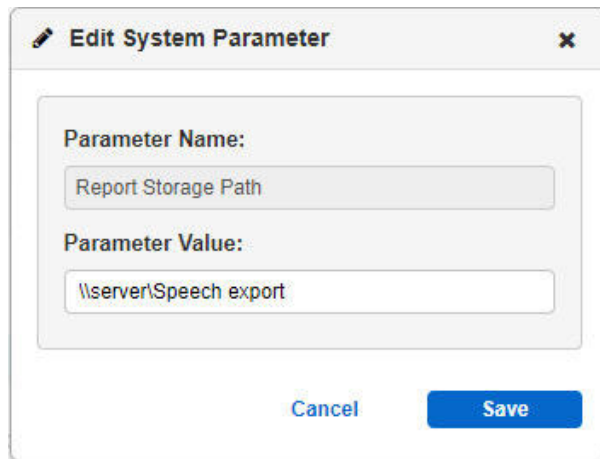 Edit System Parameter
Parameter Name:
Report Storage Path
Parameter Value:
\\server\Speech export
Cancel Save